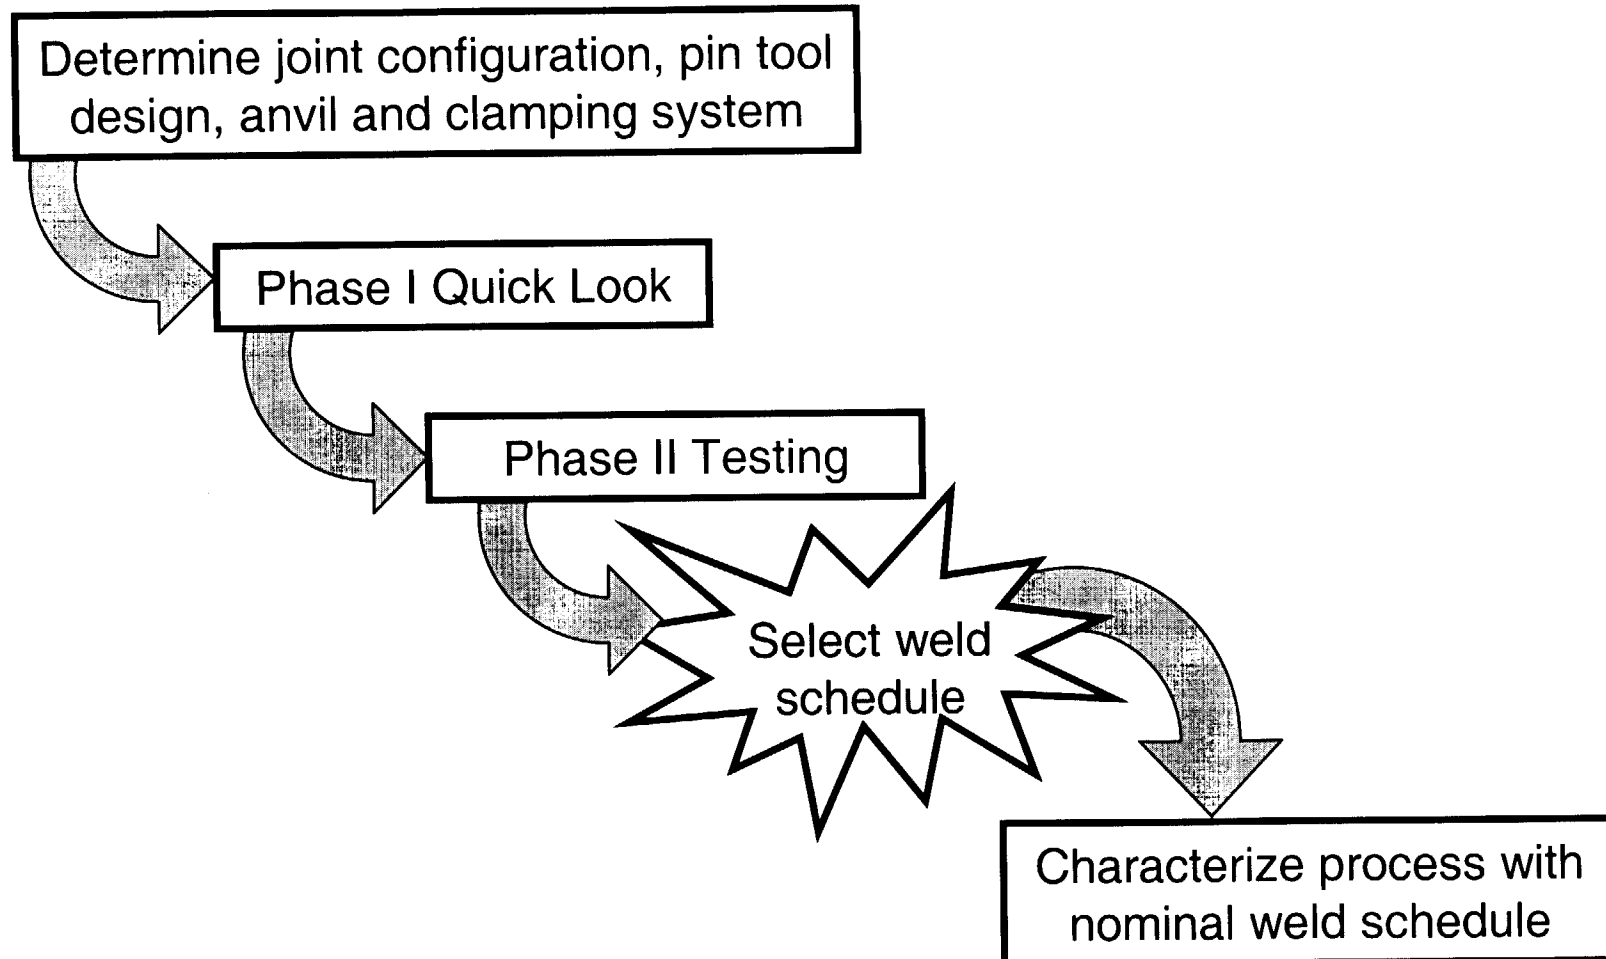 Determine joint configuration, pin tool
design, anvil and clamping system
Phase I Quick Look
Phase II Testing
Select weld
schedule
Characterize process with
nominal weld schedule